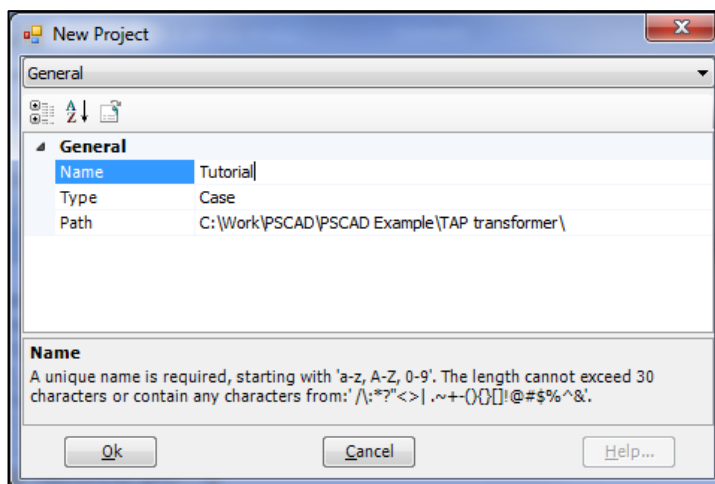 New Project
General
General
Name Tutorial
Type Case
Path C:\Work\PSCAD\PSCAD Example\TAP transformer\
Name
A unique name is required, starting with 'a-z, A-Z, 0-9'. The length cannot exceed 30
characters or contain any characters from:' /\:*?"<>| .~+-(){}[]!@#$%^&'.
Ok Cancel Help...